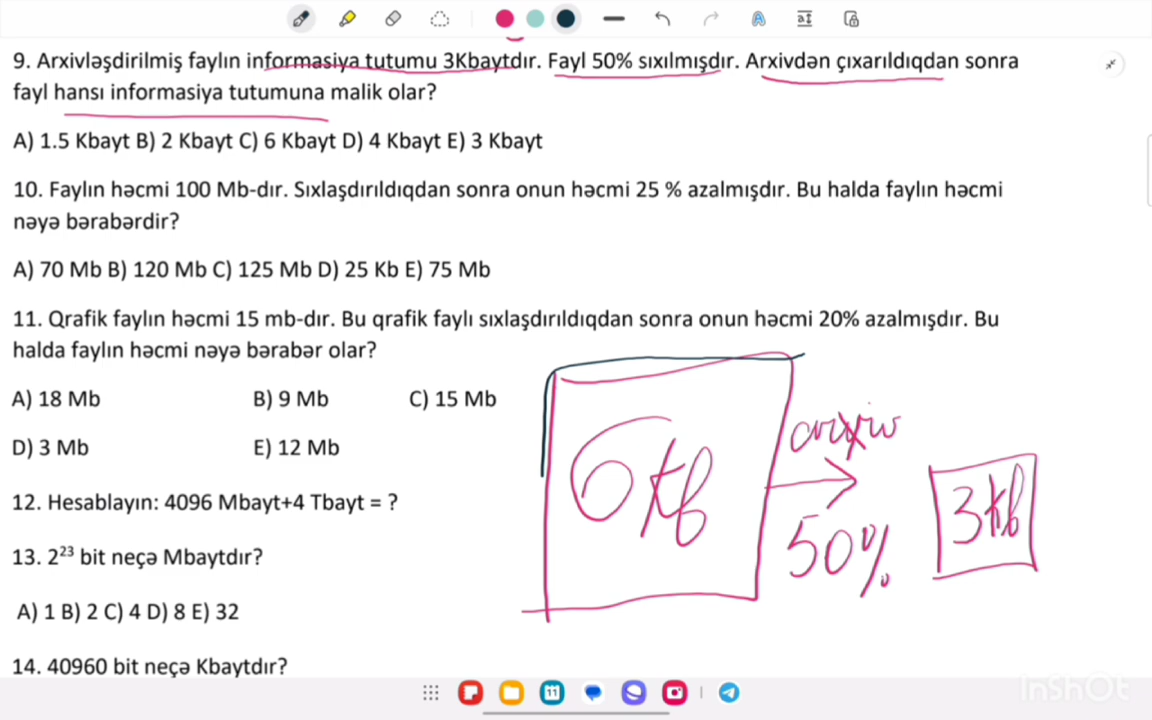 9. Arxivləşdirilmiş faylın informasiya tutumu 3Kbaytdır. Fayl 50% sıxılmışdır. Arxivdən çıxarıldıqdan sonra
fayl hansı informasiya tutumuna malik olar?
A) 1.5 Kbayt B) 2 Kbayt C) 6 Kbayt D) 4 Kbayt E) 3 Kbayt
10. Faylın həcmi 100 Mb-dır. Sıxlaşdırıldıqdan sonra onun həcmi 25 % azalmışdır. Bu halda faylın həcmi
nəyə bərabərdir?
A) 70 Mb B) 120 Mb C) 125 Mb D) 25 Kb E) 75 Mb
11. Qrafik faylın həcmi 15 mb-dır. Bu qrafik faylı sıxlaşdırıldıqdan sonra onun həcmi 20% azalmışdır. Bu
halda faylın həcmi nəyə bərabər olar?
A) 18 Mb B) 9 Mb C) 15 Mb
D) 3 Mb E) 12 Mb
6 kb
arxiv
50%
3 kb
12. Hesablayın: 4096 Mbayt+4 Tbayt = ?
13. 2²³ bit neçə Mbaytdır?
A) 1 B) 2 C) 4 D) 8 E) 32
14. 40960 bit neçə Kbaytdır?
11
InShOt